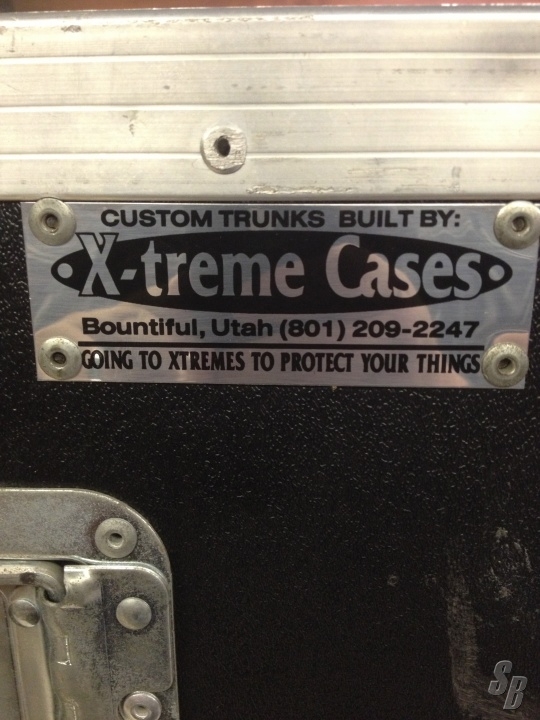 CUSTOM TRUNKS BUILT BY:
X-treme Cases
Bountiful, Utah (801) 209-2247
GOING TO XTREMES TO PROTECT YOUR THINGS
SB